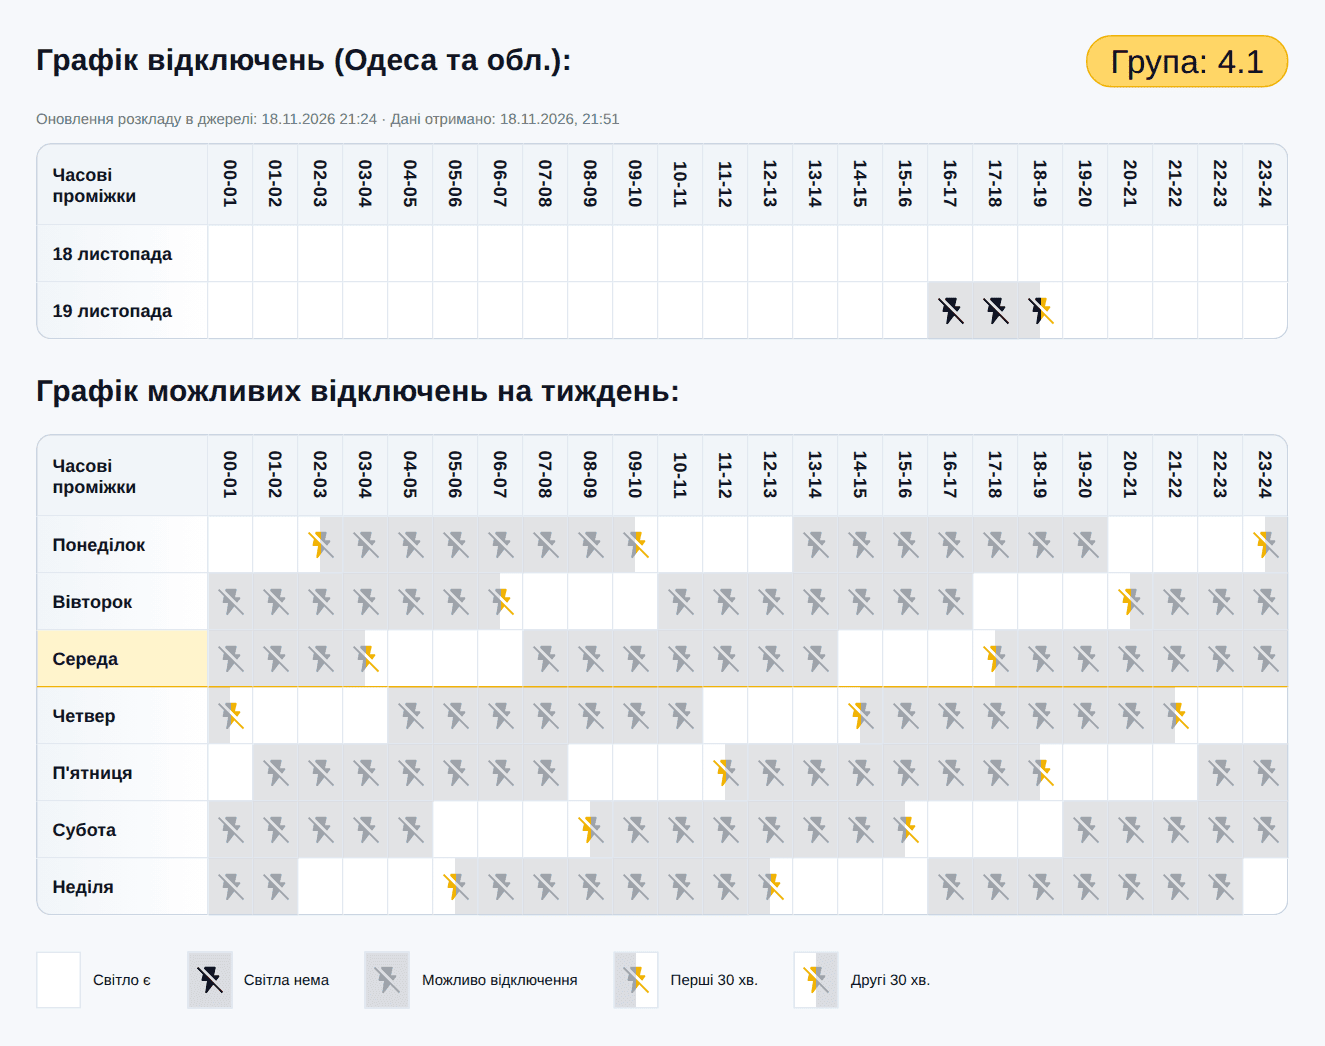 Графік відключень (Одеса та обл.):
Група: 4.1
Оновлення розкладу в джерелі: 18.11.2026 21:24 · Дані отримано: 18.11.2026, 21:51
Часові проміжки 00-01 01-02 02-03 03-04 04-05 05-06 06-07 07-08 08-09 09-10 10-11 11-12 12-13 13-14 14-15 15-16 16-17 17-18 18-19 19-20 20-21 21-22 22-23 23-24
18 листопада
19 листопада
Графік можливих відключень на тиждень:
Часові проміжки 00-01 01-02 02-03 03-04 04-05 05-06 06-07 07-08 08-09 09-10 10-11 11-12 12-13 13-14 14-15 15-16 16-17 17-18 18-19 19-20 20-21 21-22 22-23 23-24
Понеділок
Вівторок
Середа
Четвер
П'ятниця
Субота
Неділя
Світло є Світла нема Можливо відключення Перші 30 хв. Другі 30 хв.